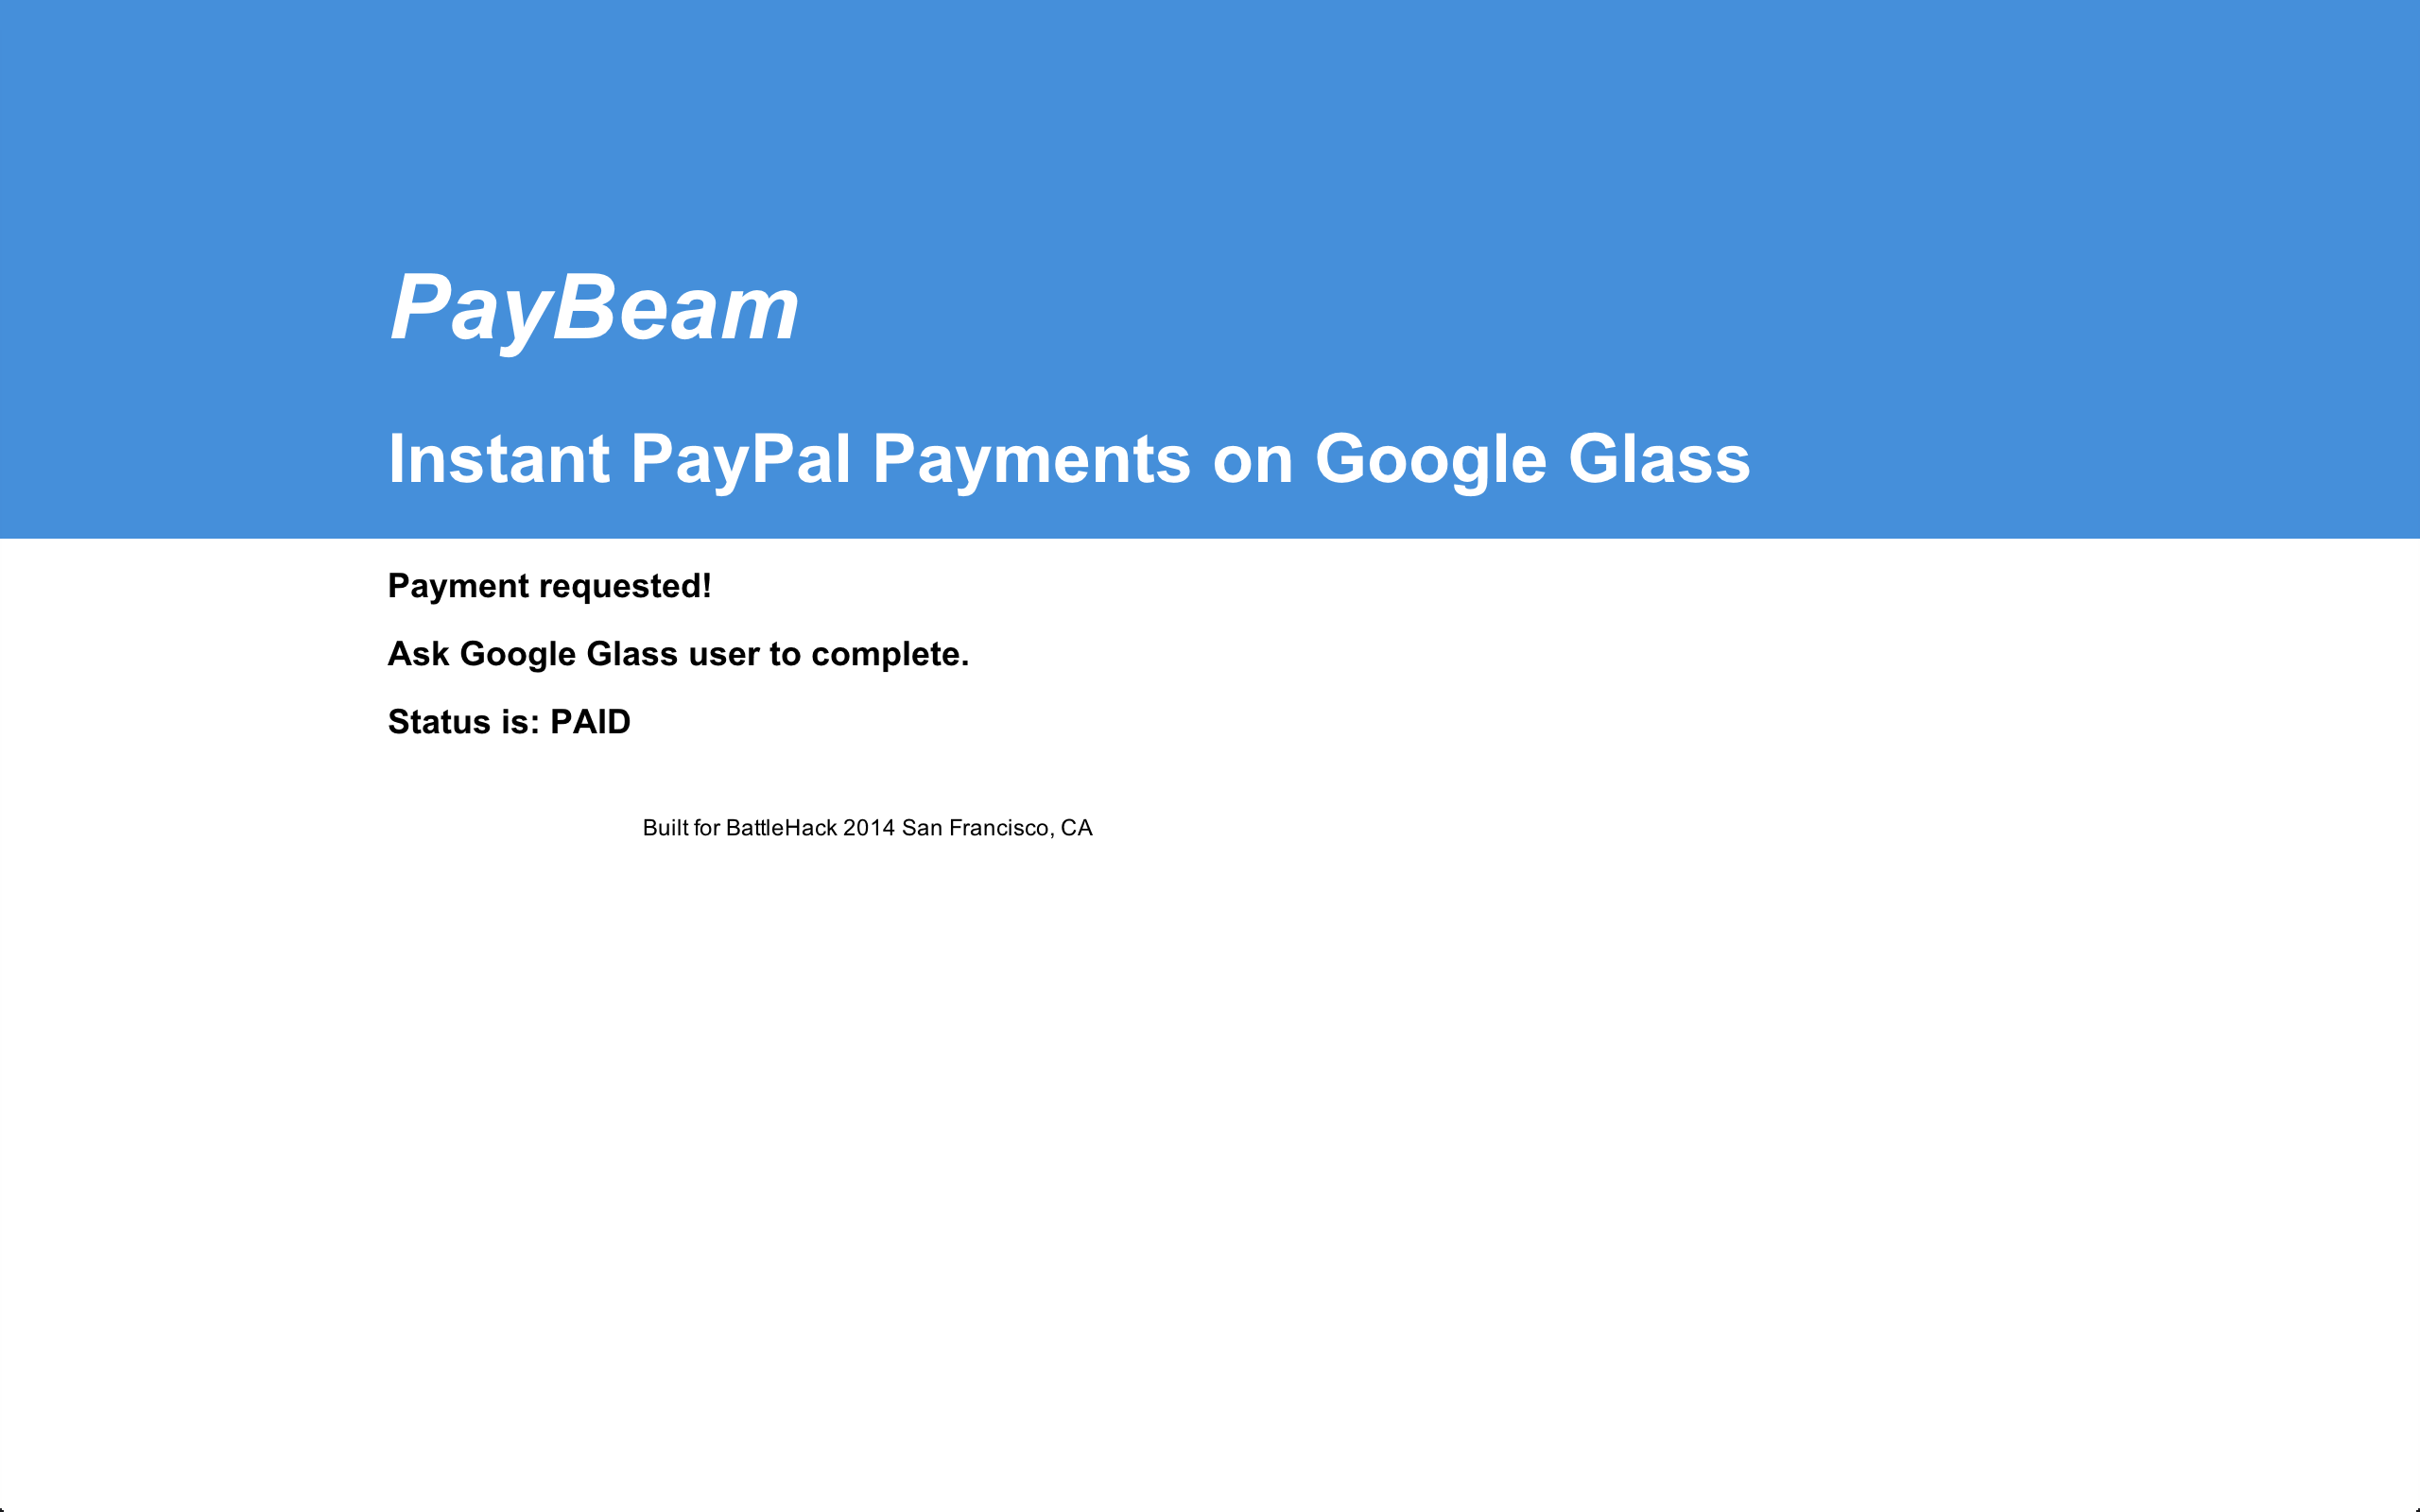 PayBeam
Instant PayPal Payments on Google Glass
Payment requested!
Ask Google Glass user to complete.
Status is: PAID
Built for BattleHack 2014 San Francisco, CA